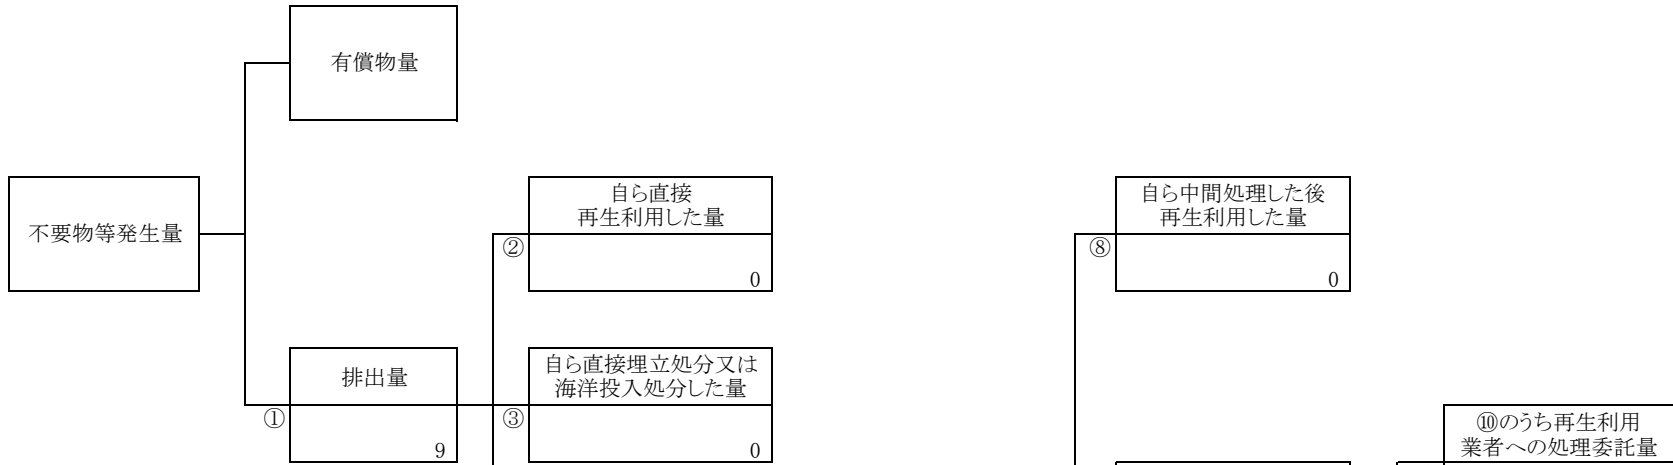 有償物量
不要物等発生量
自ら直接
再生利用した量
②
0
自ら中間処理した後
再生利用した量
⑧
0
排出量
①
9
自ら直接埋立処分又は
海洋投入処分した量
③
0
⑩のうち再生利用
業者への処理委託量